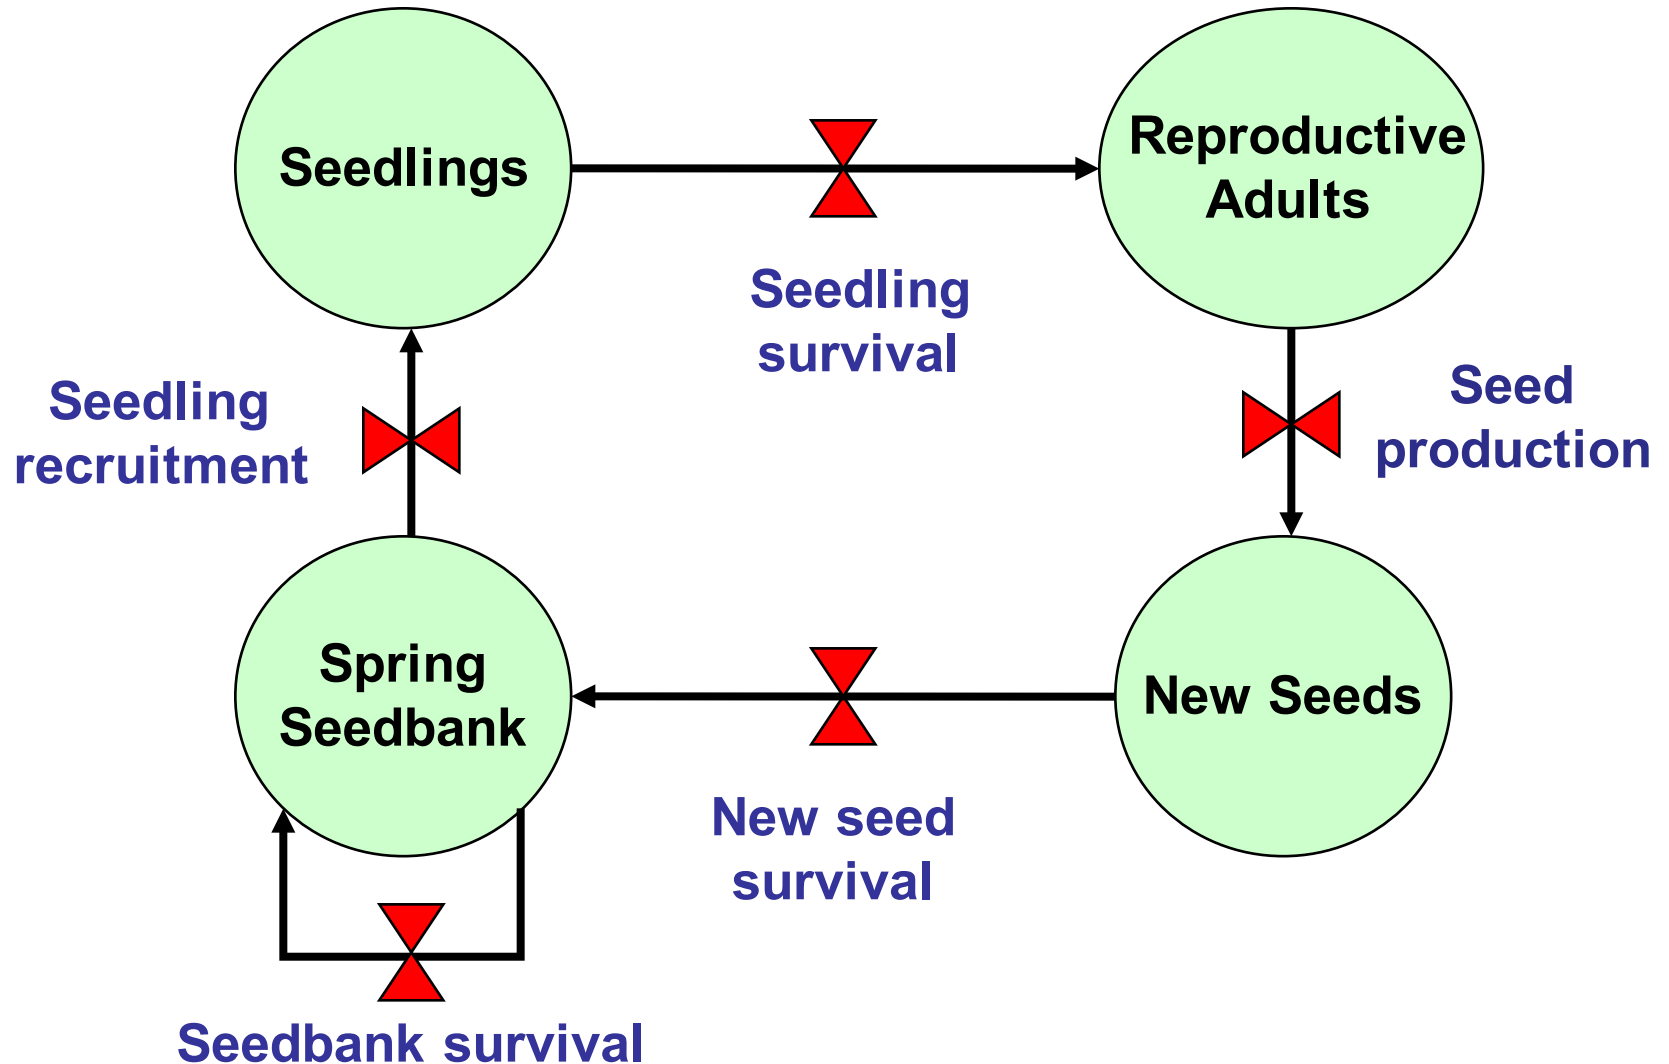 Seedlings
Reproductive
Adults
Seedling
survival
Seedling
recruitment
Seed
production
Spring
Seedbank
New Seeds
New seed
survival
Seedbank survival